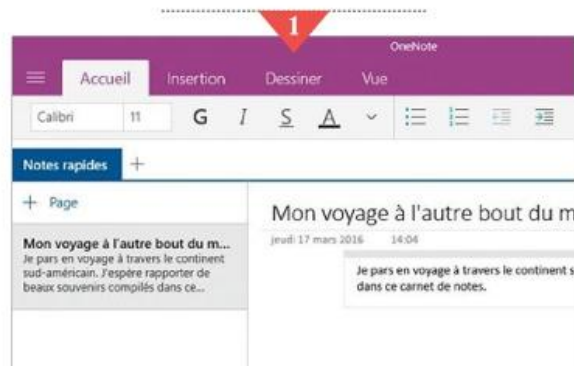 1
OneNote
Accueil Insertion Dessiner Vue
Calibri 11 G I S A
Notes rapides +
+ Page
Mon voyage à l'autre bout du m...
Je pars en voyage à travers le continent
sud-américain. J'espère rapporter de
beaux souvenirs compilés dans ce...
Mon voyage à l'autre bout du m
jeudi 17 mars 2016 14:04
Je pars en voyage à travers le continent s
dans ce carnet de notes.